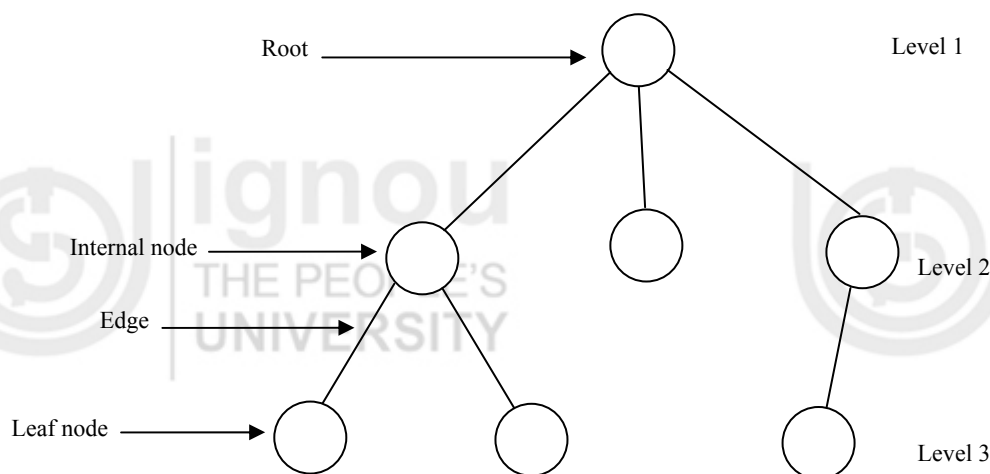 Root
Level 1
ignou
Internal node
THE PEOPLE'S
Level 2
Edge
UNIVERSITY
Leaf node
Level 3